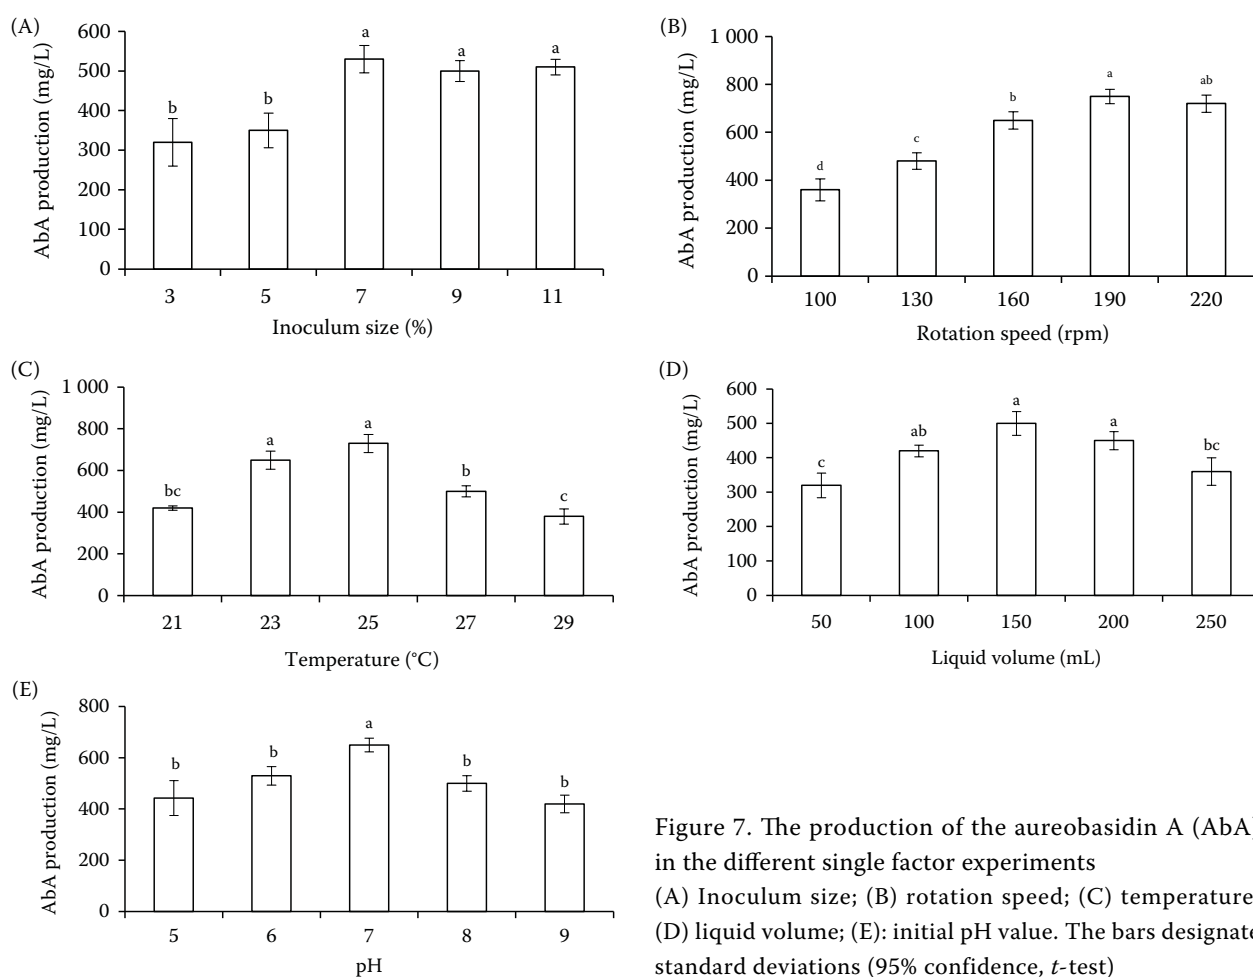 (A)
AbA production (mg/L)
600
500
400
300
200
100
0
b
b
a
a
a
3 5 7 9 11
Inoculum size (%)
(B)
AbA production (mg/L)
1 000
800
600
400
200
0
d
c
b
a
ab
100 130 160 190 220
Rotation speed (rpm)
(C)
AbA production (mg/L)
1 000
800
600
400
200
0
bc
a
a
b
c
21 23 25 27 29
Temperature (°C)
(D)
AbA production (mg/L)
600
500
400
300
200
100
0
c
ab
a
a
bc
50 100 150 200 250
Liquid volume (mL)
(E)
AbA production (mg/L)
800
600
400
200
0
b
b
a
b
b
5 6 7 8 9
pH
Figure 7. The production of the aureobasidin A (AbA)
in the different single factor experiments
(A) Inoculum size; (B) rotation speed; (C) temperature
(D) liquid volume; (E): initial pH value. The bars designate
standard deviations (95% confidence, t-test)